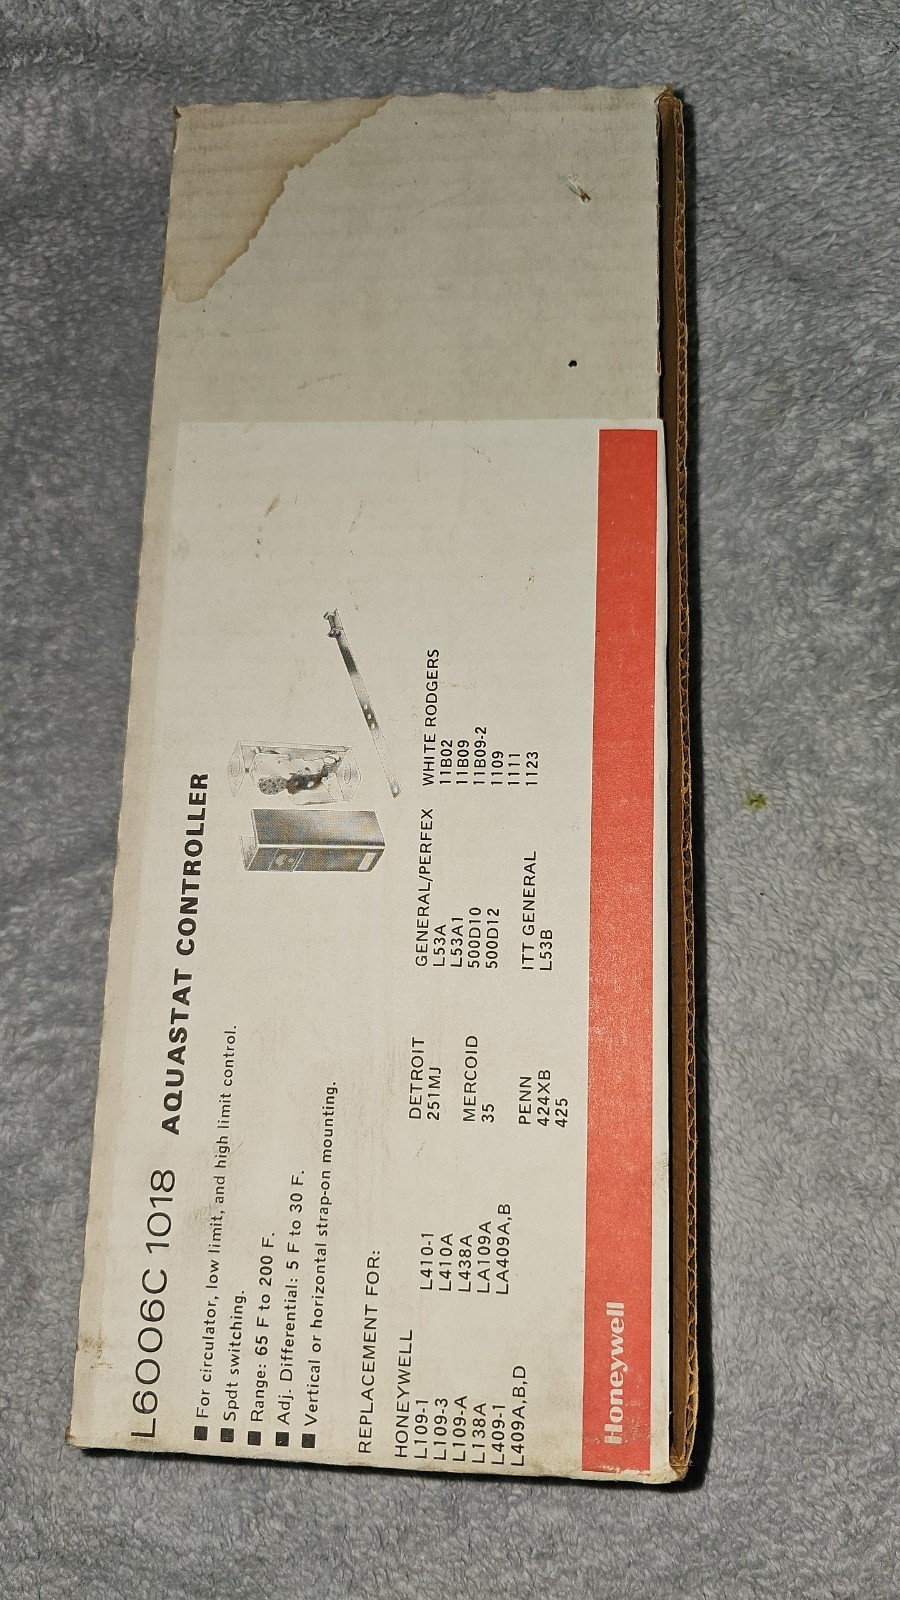 L6006C 1018 AQUASTAT CONTROLLER
For circulator, low limit, and high limit control.
Spdt switching.
Range: 65 F to 200 F.
Adj. Differential: 5 F to 30 F.
Vertical or horizontal strap-on mounting.
REPLACEMENT FOR:
HONEYWELL
L109-1
L109-3
L109-A
L138A
L409-1
L409A,B,D
L410-1
L410A
L438A
LA109A
LA409A,B
DETROIT
251MJ
MERCOID
35
PENN
424XB
425
GENERAL/PERFEX
L53A
L53A1
500D10
500D12
ITT GENERAL
L53B
WHITE RODGERS
11B02
11B09
11B09-2
1109
1111
1123
Honeywell